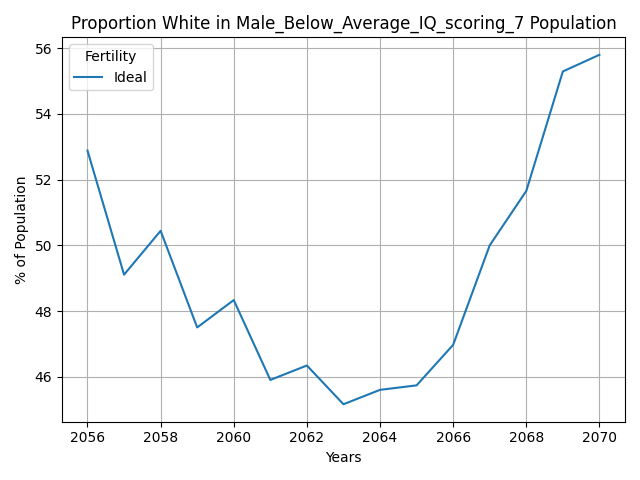 Proportion White in Male_Below_Average_IQ_scoring_7 Population
56
54
52
50
48
46
% of Population
Fertility
Ideal
2056 2058 2060 2062 2064 2066 2068 2070
Years